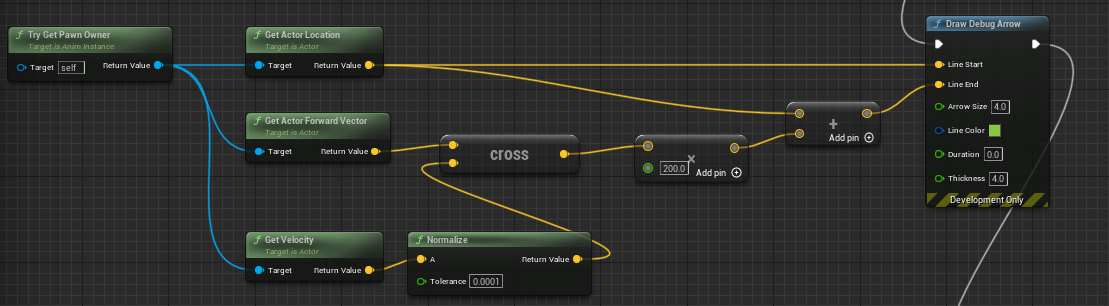 Try Get Pawn Owner
Target is Anim Instance
Target self Return Value
Get Actor Location
Target is Actor
Target Return Value
Get Actor Forward Vector
Target is Actor
Target Return Value
Get Velocity
Target is Actor
Target Return Value
Normalize
A Return Value
Tolerance 0.0001
cross
×
200.0
Add pin
+
Add pin
Draw Debug Arrow
Line Start
Line End
Arrow Size 4.0
Line Color
Duration 0.0
Thickness 4.0
Development Only